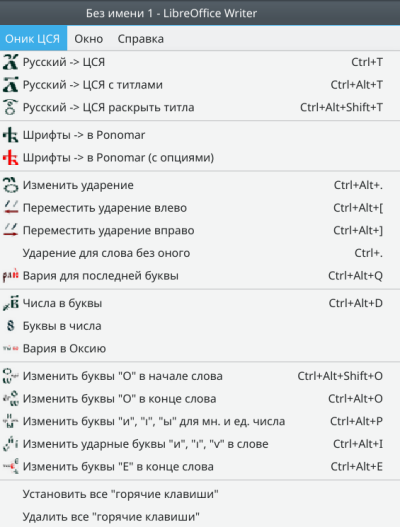 Без имени 1 - LibreOffice Writer
Оник ЦСЯ Окно Справка
Русский -> ЦСЯ Ctrl+T
Русский -> ЦСЯ с титлами Ctrl+Alt+T
Русский -> ЦСЯ раскрыть титла Ctrl+Alt+Shift+T
Шрифты -> в Ponomar
Шрифты -> в Ponomar (с опциями)
Изменить ударение Ctrl+Alt+.
Переместить ударение влево Ctrl+Alt+[
Переместить ударение вправо Ctrl+Alt+]
Ударение для слова без оного Ctrl+.
Вария для последней буквы Ctrl+Alt+Q
Числа в буквы Ctrl+Alt+D
Буквы в числа
Вария в Оксию
Изменить буквы "О" в начале слова Ctrl+Alt+Shift+O
Изменить буквы "О" в конце слова Ctrl+Alt+O
Изменить буквы "и", "ı", "ы" для мн. и ед. числа Ctrl+Alt+P
Изменить ударные буквы "и", "ı", "ѵ" в слове Ctrl+Alt+I
Изменить буквы "Е" в конце слова Ctrl+Alt+E
Установить все "горячие клавиши"
Удалить все "горячие клавиши"